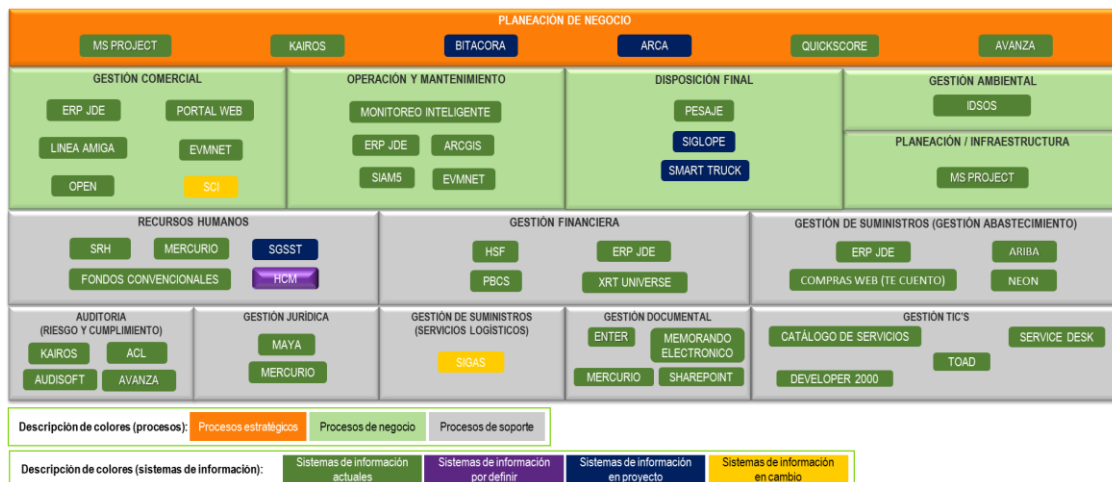 PLANEACIÓN DE NEGOCIO
MS PROJECT
KAIROS
BITACORA
ARCA
QUICKSCORE
AVANZA
GESTIÓN COMERCIAL
ERP JDE
PORTAL WEB
LINEA AMIGA
EVMNET
OPEN
SCI
OPERACIÓN Y MANTENIMIENTO
MONITOREO INTELIGENTE
ERP JDE
ARCGIS
SIAM5
EVMNET
DISPOSICIÓN FINAL
PESAJE
SIGLOPE
SMART TRUCK
GESTIÓN AMBIENTAL
IDSOS
PLANEACIÓN / INFRAESTRUCTURA
MS PROJECT
RECURSOS HUMANOS
SRH
MERCURIO
SGSST
FONDOS CONVENCIONALES
HCM
GESTIÓN FINANCIERA
HSF
ERP JDE
PBCS
XRT UNIVERSE
GESTIÓN DE SUMINISTROS (GESTIÓN ABASTECIMIENTO)
ERP JDE
ARIBA
COMPRAS WEB (TE CUENTO)
NEON
AUDITORIA
(RIESGO Y CUMPLIMIENTO)
KAIROS
ACL
AUDISOFT
AVANZA
GESTIÓN JURÍDICA
MAYA
MERCURIO
GESTIÓN DE SUMINISTROS
(SERVICIOS LOGÍSTICOS)
SIGAS
GESTIÓN DOCUMENTAL
ENTER
MEMORANDO
ELECTRONICO
MERCURIO
SHAREPOINT
GESTIÓN TIC'S
CATÁLOGO DE SERVICIOS
SERVICE DESK
TOAD
DEVELOPER 2000
Descripción de colores (procesos):
Procesos estratégicos
Procesos de negocio
Procesos de soporte
Descripción de colores (sistemas de información):
Sistemas de información
actuales
Sistemas de información
por definir
Sistemas de información
en proyecto
Sistemas de información
en cambio